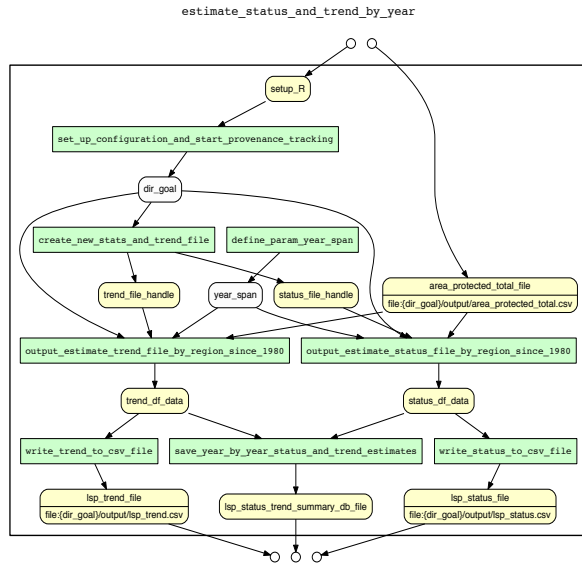 estimate_status_and_trend_by_year
setup_R
set_up_configuration_and_start_provenance_tracking
dir_goal
create_new_stats_and_trend_file
define_param_year_span
trend_file_handle
year_span
status_file_handle
area_protected_total_file
file:{dir_goal}/output/area_protected_total.csv
output_estimate_trend_file_by_region_since_1980
output_estimate_status_file_by_region_since_1980
trend_df_data
status_df_data
write_trend_to_csv_file
save_year_by_year_status_and_trend_estimates
write_status_to_csv_file
lsp_trend_file
file:{dir_goal}/output/lsp_trend.csv
lsp_status_trend_summary_db_file
lsp_status_file
file:{dir_goal}/output/lsp_status.csv